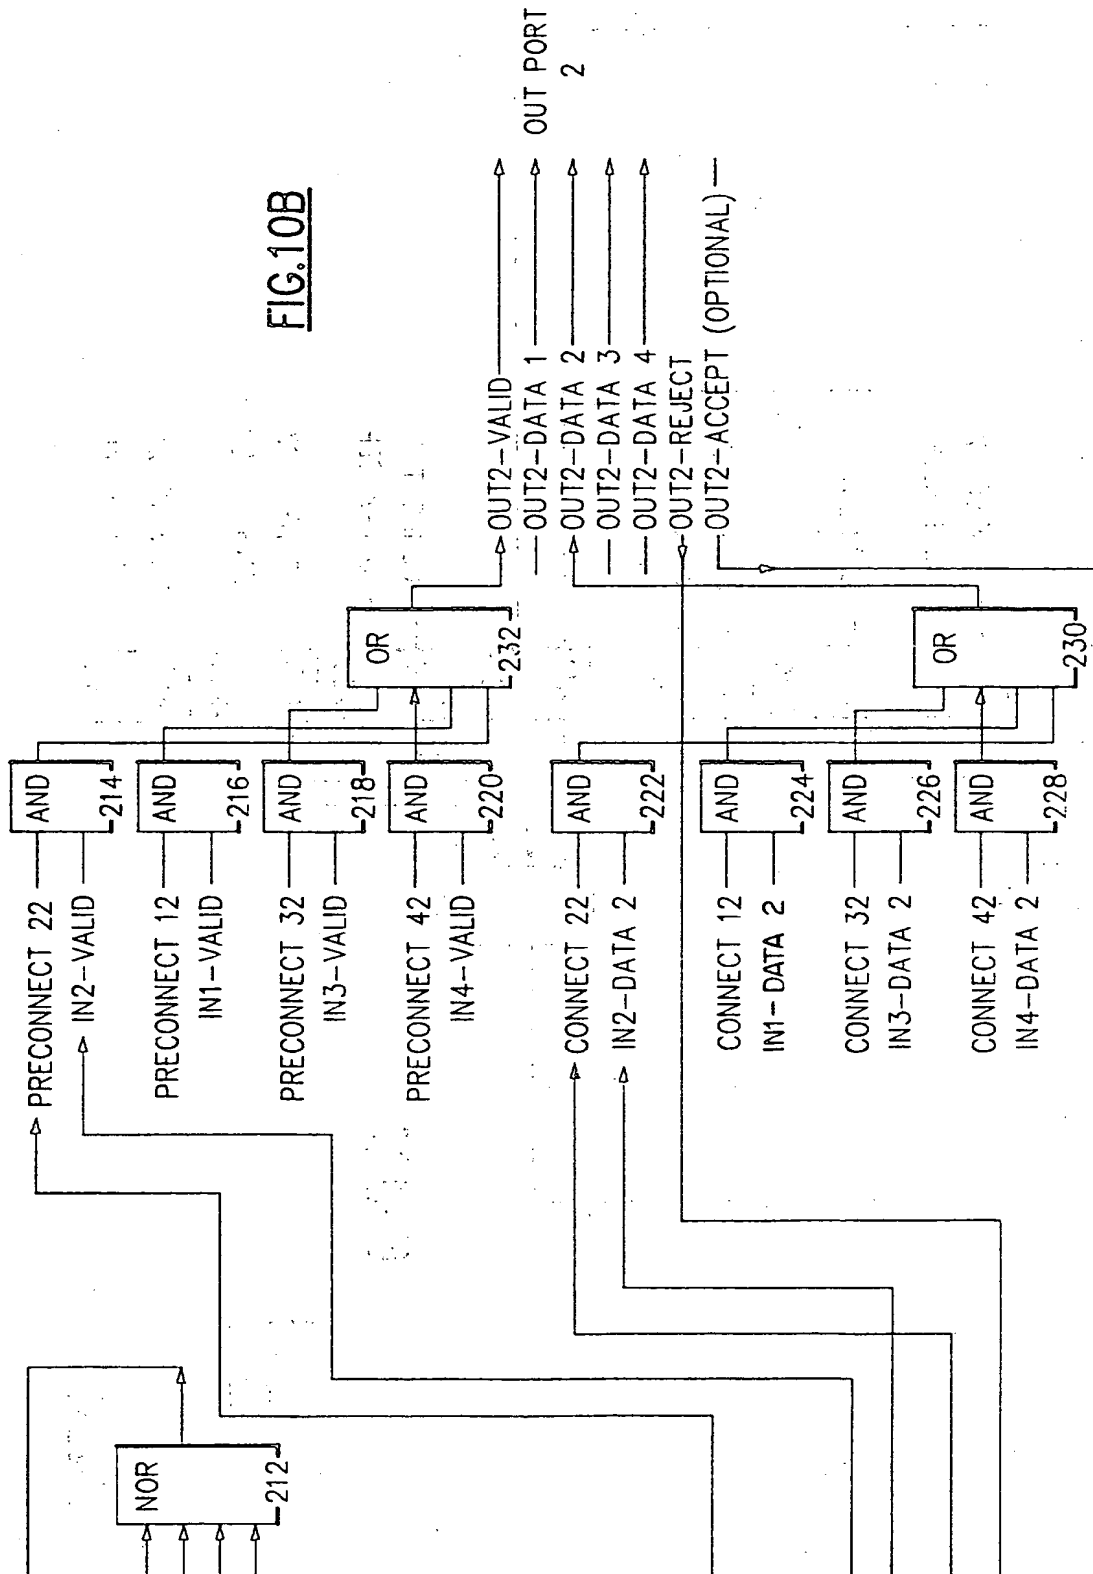 FIG.10B
NOR
212
PRECONNECT 22
IN2-VALID
AND
214
PRECONNECT 12
IN1-VALID
AND
216
PRECONNECT 32
IN3-VALID
AND
218
PRECONNECT 42
IN4-VALID
AND
220
OR
232
CONNECT 22
IN2-DATA 2
AND
222
CONNECT 12
IN1-DATA 2
AND
224
CONNECT 32
IN3-DATA 2
AND
226
CONNECT 42
IN4-DATA 2
AND
228
OR
230
OUT2-VALID
OUT2-DATA 1
OUT2-DATA 2
OUT2-DATA 3
OUT2-DATA 4
OUT2-REJECT
OUT2-ACCEPT (OPTIONAL)
OUT PORT
2